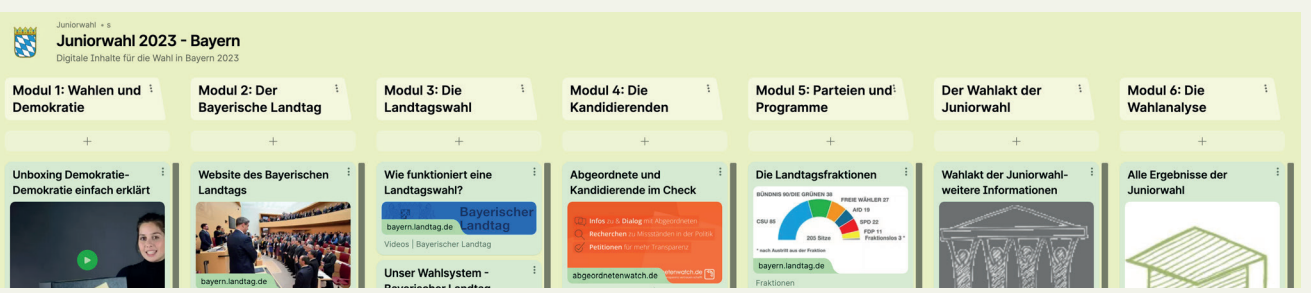 Juniorwahl + s
Juniorwahl 2023 - Bayern
Digitale Inhalte für die Wahl in Bayern 2023
Modul 1: Wahlen und
Demokratie
Modul 2: Der
Bayerische Landtag
Modul 3: Die
Landtagswahl
Modul 4: Die
Kandidierenden
Modul 5: Parteien und
Programme
Der Wahlakt der
Juniorwahl
Modul 6: Die
Wahlanalyse
Unboxing Demokratie-
Demokratie einfach erklärt
Website des Bayerischen
Landtags
bayern.landtag.de
Wie funktioniert eine
Landtagswahl?
Bayerischer
Landtag
bayern.landtag.de
Videos | Bayerischer Landtag
Unser Wahlsystem -
Bayerischer Landtag
Abgeordnete und
Kandidierende im Check
Infos zu & Dialog mit Abgeordneten
Recherchen zu Missständen in der Politik
Petitionen für mehr Transparenz
abgeordnetenwatch.de
Die Landtagsfraktionen
BÜNDNIS 90/DIE GRÜNEN 36
FREIE WÄHLER 27
AfD 19
CSU 85
SPD 22
FDP 11
203 Sitze
Fraktionslos 3 *
* nach Austritt aus der Fraktion
bayern.landtag.de
Fraktionen
Wahlakt der Juniorwahl-
weitere Informationen
Alle Ergebnisse der
Juniorwahl